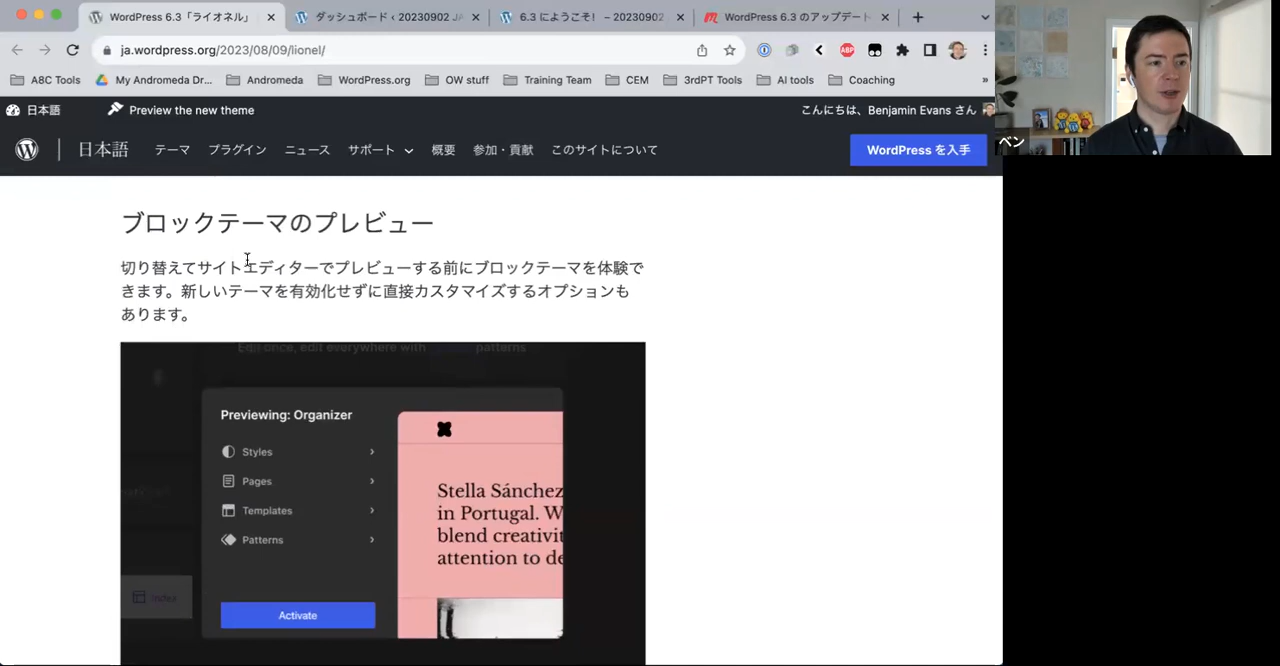 WordPress 6.3「ライオネル」
ダッシュボード ‹ 20230902 JA
6.3 にようこそ! – 20230902
WordPress 6.3 のアップデート
ja.wordpress.org/2023/08/09/lionel/
ABP
A8C Tools
My Andromeda Dr...
Andromeda
WordPress.org
OW stuff
Training Team
CEM
3rdPT Tools
AI tools
Coaching
»
日本語
Preview the new theme
こんにちは、Benjamin Evans さん
日本語
テーマ
プラグイン
ニュース
サポート
概要
参加・貢献
このサイトについて
WordPress を入手
ベン
ブロックテーマのプレビュー
切り替えてサイトエディターでプレビューする前にブロックテーマを体験で
きます。新しいテーマを有効化せずに直接カスタマイズするオプションも
あります。
Edit once, edit everywhere with
patterns
Previewing: Organizer
Styles
Pages
Templates
Patterns
Index
Activate
Stella Sánchez
in Portugal. W
blend creativit
attention to de